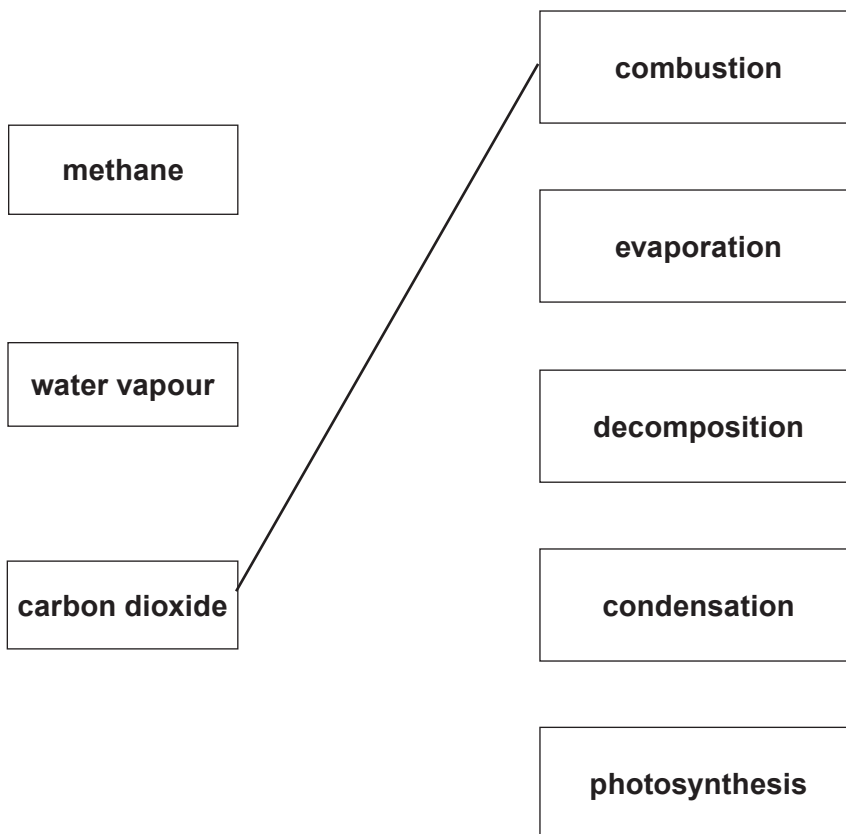 methane
water vapour
carbon dioxide
combustion
evaporation
decomposition
condensation
photosynthesis